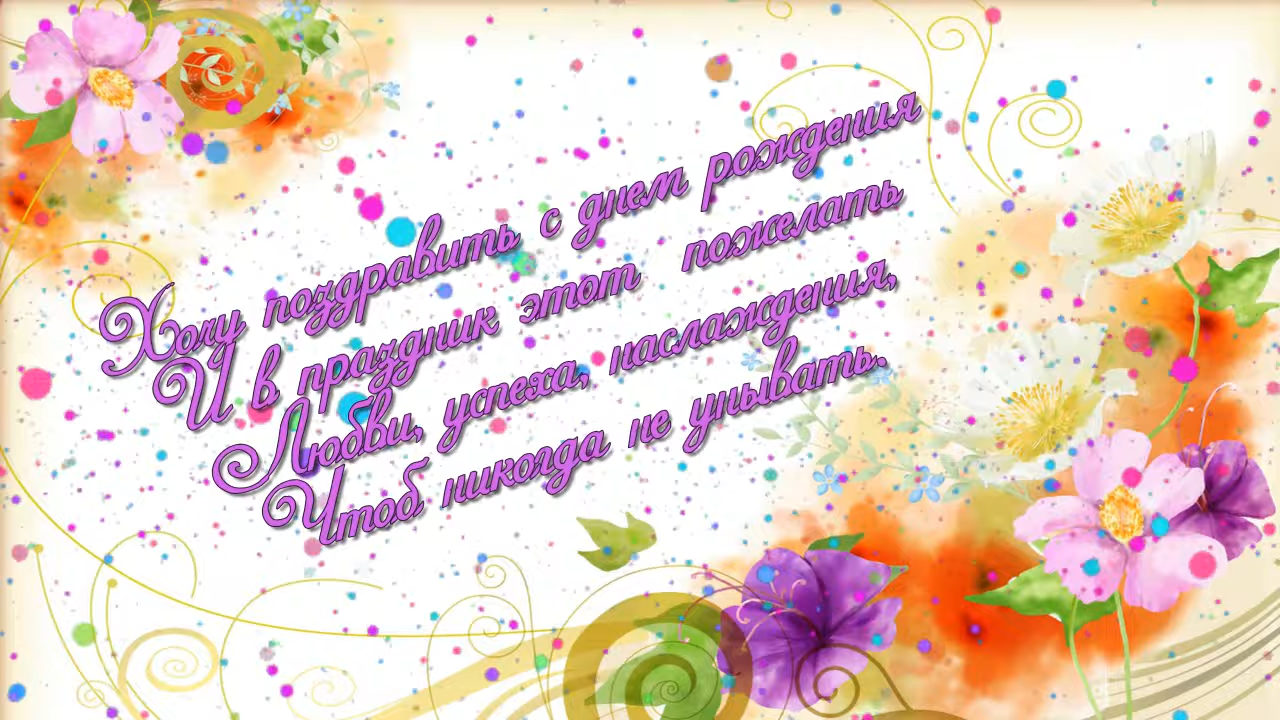 Хочу поздравить с днем рождения
И в праздник этот пожелать
Любви, успеха, наслаждения,
Чтоб никогда не унывать.